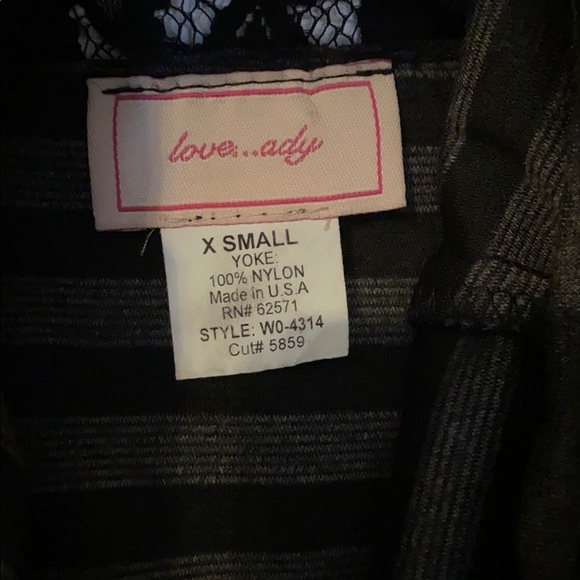 love...ady
X SMALL
YOKE:
100% NYLON
Made in U.S.A
RN# 62571
STYLE: W0-4314
Cut# 5859